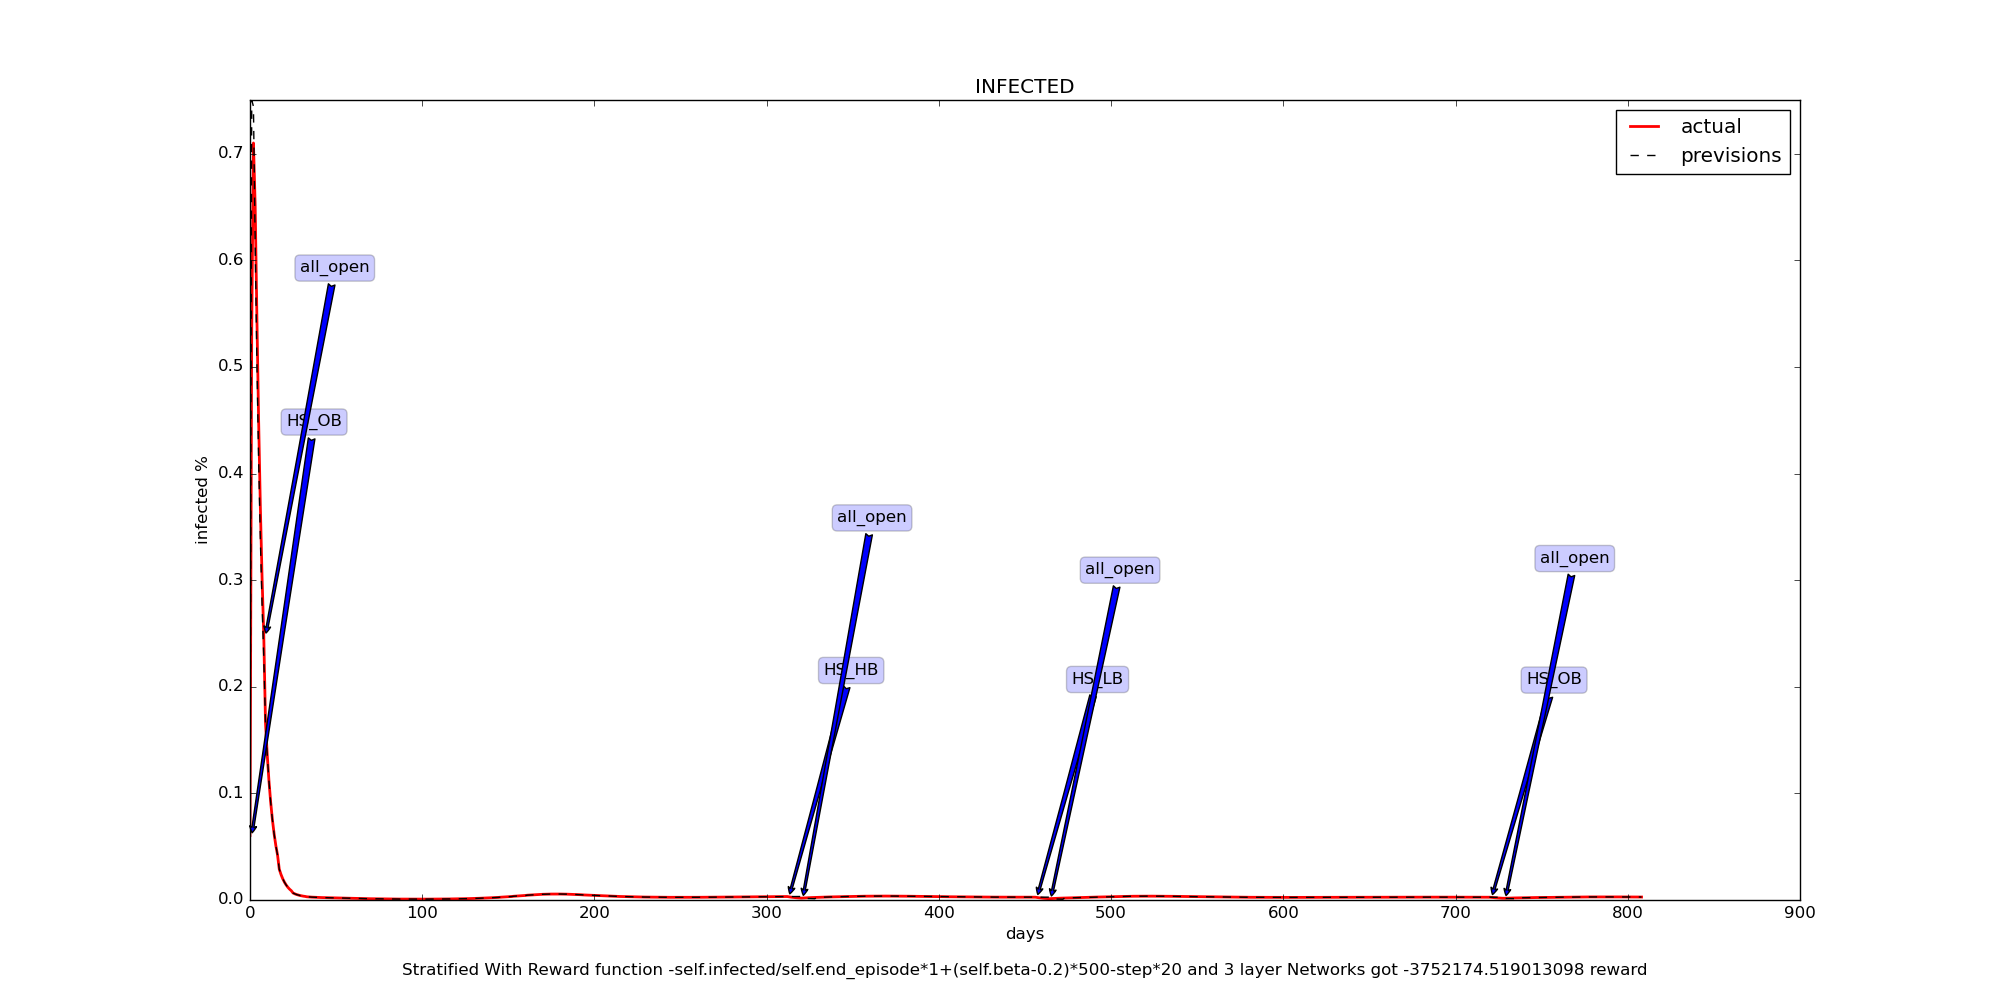 INFECTED
actual
previsions
0.7
0.6
0.5
0.4
0.3
0.2
0.1
0.0
infected %
all_open
HS_OB
all_open
HS_HB
all_open
HS_LB
all_open
HS_OB
0 100 200 300 400 500 600 700 800 900
days
Stratified With Reward function -self.infected/self.end_episode*1+(self.beta-0.2)*500-step*20 and 3 layer Networks got -3752174.519013098 reward